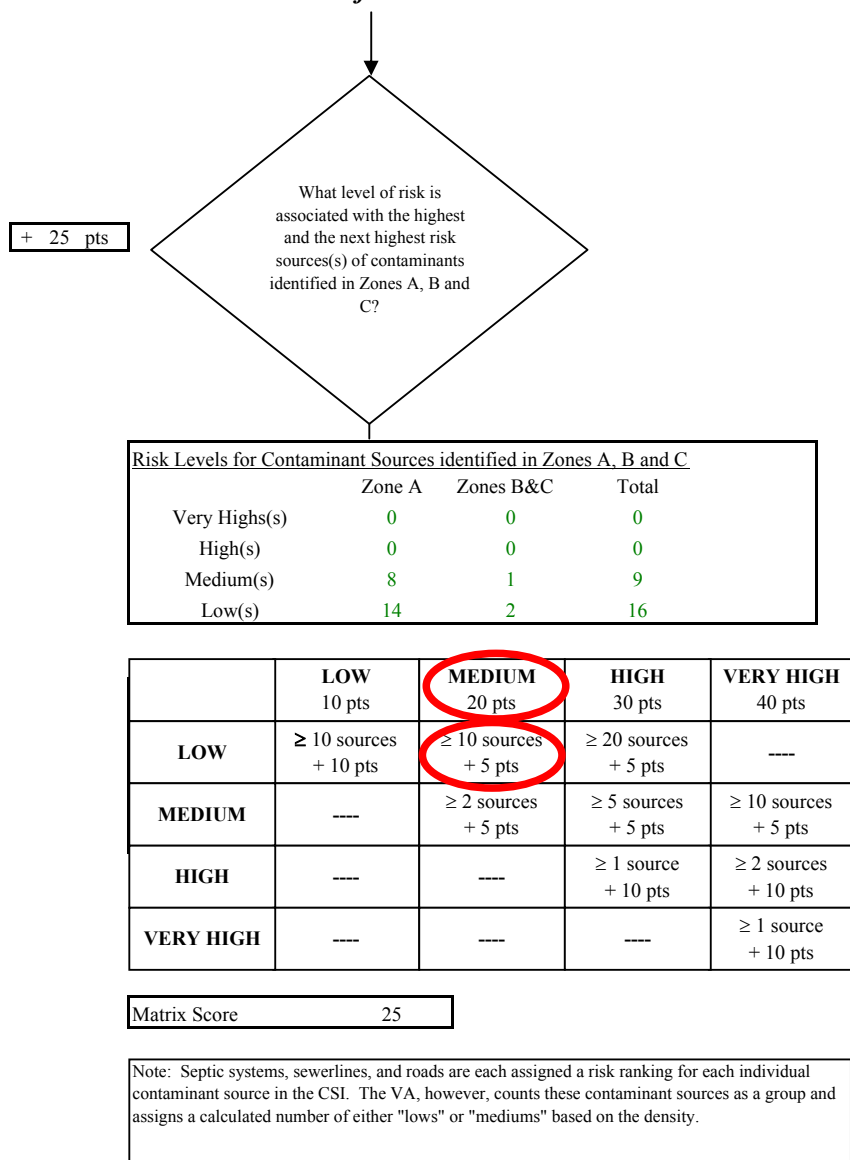 What level of risk is
associated with the highest
and the next highest risk
sources(s) of contaminants
identified in Zones A, B and
C?
+ 25 pts
Risk Levels for Contaminant Sources identified in Zones A, B and C
Zone A Zones B&C Total
Very Highs(s) 0 0 0
High(s) 0 0 0
Medium(s) 8 1 9
Low(s) 14 2 16
LOW MEDIUM HIGH VERY HIGH
10 pts 20 pts 30 pts 40 pts
LOW ≥ 10 sources ≥ 10 sources ≥ 20 sources ----
+ 10 pts + 5 pts + 5 pts
MEDIUM ---- ≥ 2 sources ≥ 5 sources ≥ 10 sources
+ 5 pts + 5 pts + 5 pts
HIGH ---- ---- ≥ 1 source ≥ 2 sources
+ 10 pts + 10 pts
VERY HIGH ---- ---- ---- ≥ 1 source
+ 10 pts
Matrix Score 25
Note: Septic systems, sewerlines, and roads are each assigned a risk ranking for each individual
contaminant source in the CSI. The VA, however, counts these contaminant sources as a group and
assigns a calculated number of either "lows" or "mediums" based on the density.